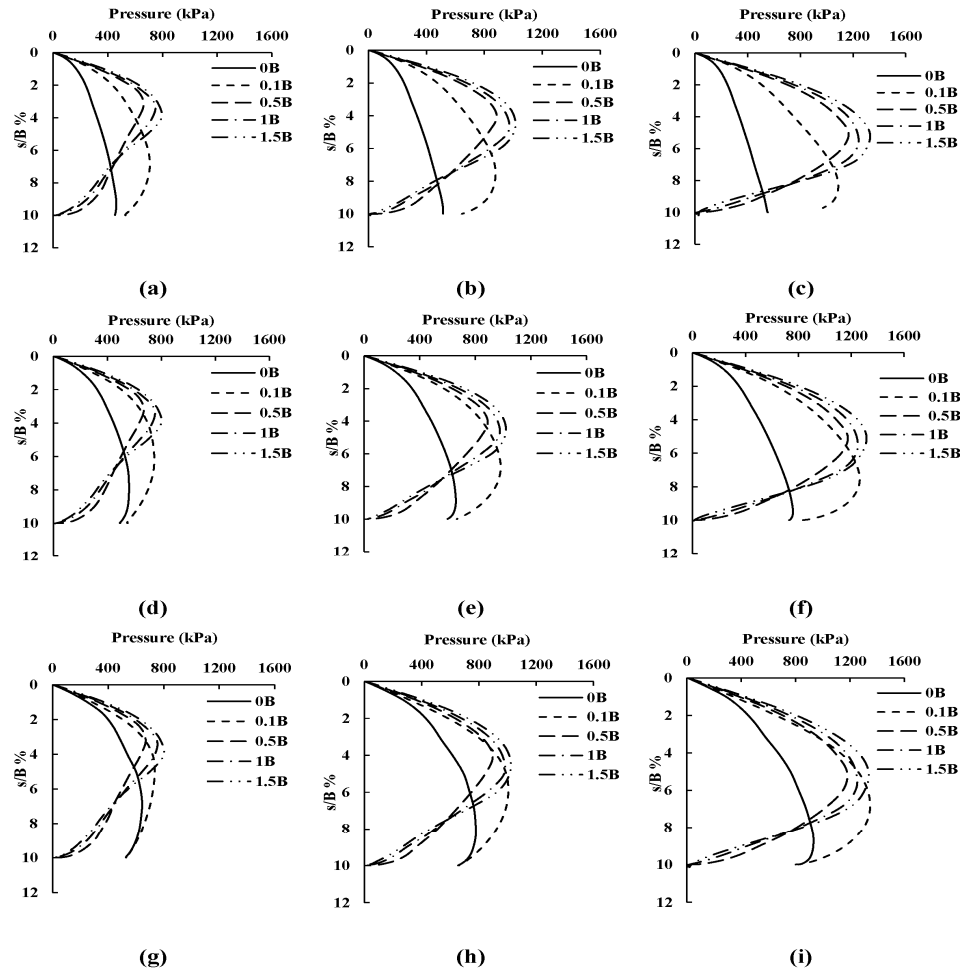 Pressure (kPa)
0 400 800 1200 1600
0
2
4
6
8
10
12
s/B %
0B
0.1B
0.5B
1B
1.5B
(a)
Pressure (kPa)
0 400 800 1200 1600
0
2
4
6
8
10
12
s/B %
0B
0.1B
0.5B
1B
1.5B
(b)
Pressure (kPa)
0 400 800 1200 1600
0
2
4
6
8
10
12
s/B %
0B
0.1B
0.5B
1B
1.5B
(c)
Pressure (kPa)
0 400 800 1200 1600
0
2
4
6
8
10
12
s/B %
0B
0.1B
0.5B
1B
1.5B
(d)
Pressure (kPa)
0 400 800 1200 1600
0
2
4
6
8
10
12
s/B %
0B
0.1B
0.5B
1B
1.5B
(e)
Pressure (kPa)
0 400 800 1200 1600
0
2
4
6
8
10
12
s/B %
0B
0.1B
0.5B
1B
1.5B
(f)
Pressure (kPa)
0 400 800 1200 1600
0
2
4
6
8
10
12
s/B %
0B
0.1B
0.5B
1B
1.5B
(g)
Pressure (kPa)
0 400 800 1200 1600
0
2
4
6
8
10
12
s/B %
0B
0.1B
0.5B
1B
1.5B
(h)
Pressure (kPa)
0 400 800 1200 1600
0
2
4
6
8
10
12
s/B %
0B
0.1B
0.5B
1B
1.5B
(i)